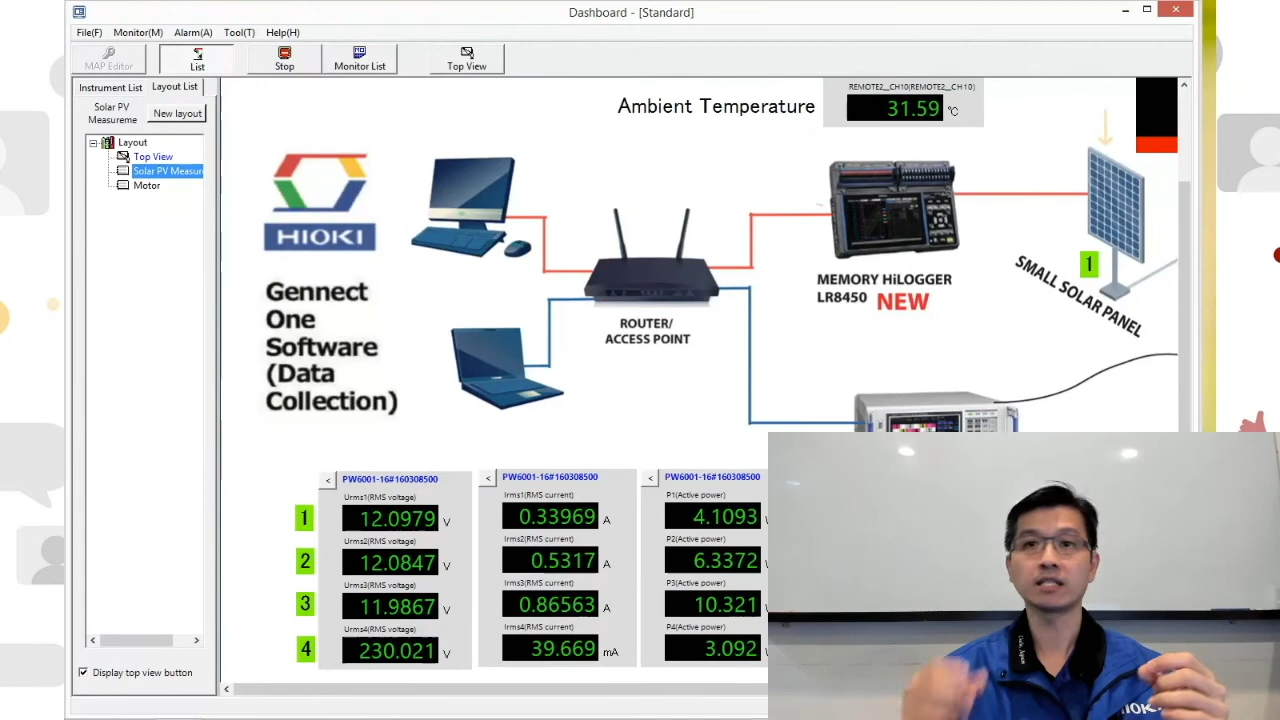 Dashboard - [Standard]
File(F) Monitor(M) Alarm(A) Tool(T) Help(H)
MAP Editor List Stop Monitor List Top View
Instrument List Layout List
Solar PV
Measureme
New layout
Layout
Top View
Solar PV Measur
Motor
Display top view button
Ambient Temperature
REMOTE2__CH10(REMOTE2__CH10)
31.59 ℃
HIOKI
Gennect
One
Software
(Data
Collection)
ROUTER/
ACCESS POINT
MEMORY HiLOGGER
LR8450 NEW
1
SMALL SOLAR PANEL
< PW6001-16#160308500
Urms1(RMS voltage)
1 12.0979 V
Urms2(RMS voltage)
2 12.0847 V
Urms3(RMS voltage)
3 11.9867 V
Urms4(RMS voltage)
4 230.021 V
< PW6001-16#160308500
Irms1(RMS current)
0.33969 A
Irms2(RMS current)
0.5317 A
Irms3(RMS current)
0.86563 A
Irms4(RMS current)
39.669 mA
< PW6001-16#160308500
P1(Active power)
4.1093
P2(Active power)
6.3372
P3(Active power)
10.321
P4(Active power)
3.092
HIOKI